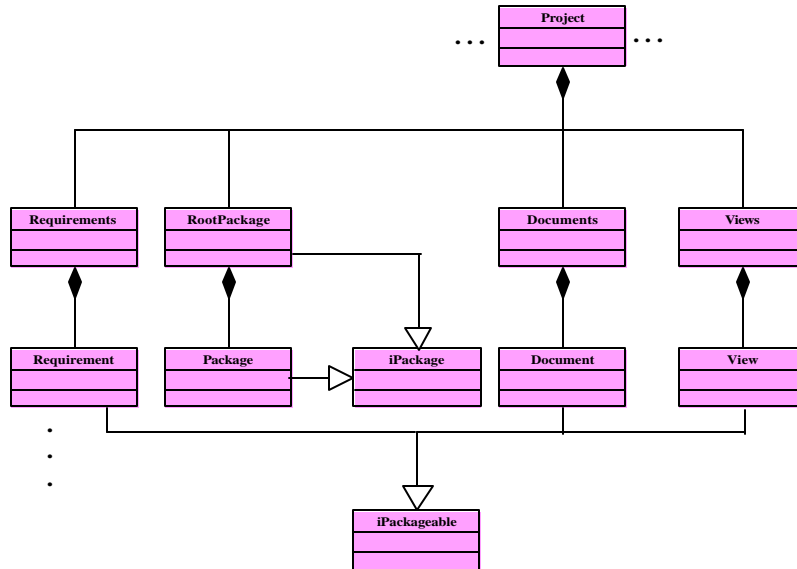 Project
. . .
. . .
Requirements
RootPackage
Documents
Views
Requirement
Package
iPackage
Document
View
.
.
.
iPackageable